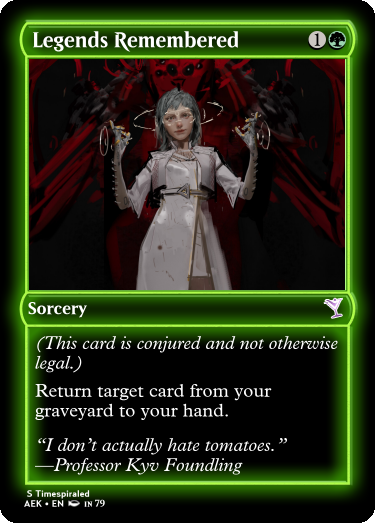 Legends Remembered 1
Sorcery
(This card is conjured and not otherwise
legal.)
Return target card from your
graveyard to your hand.
“I don’t actually hate tomatoes.”
—Professor Kyv Foundling
S Timespiraled
AEK • EN IN 79